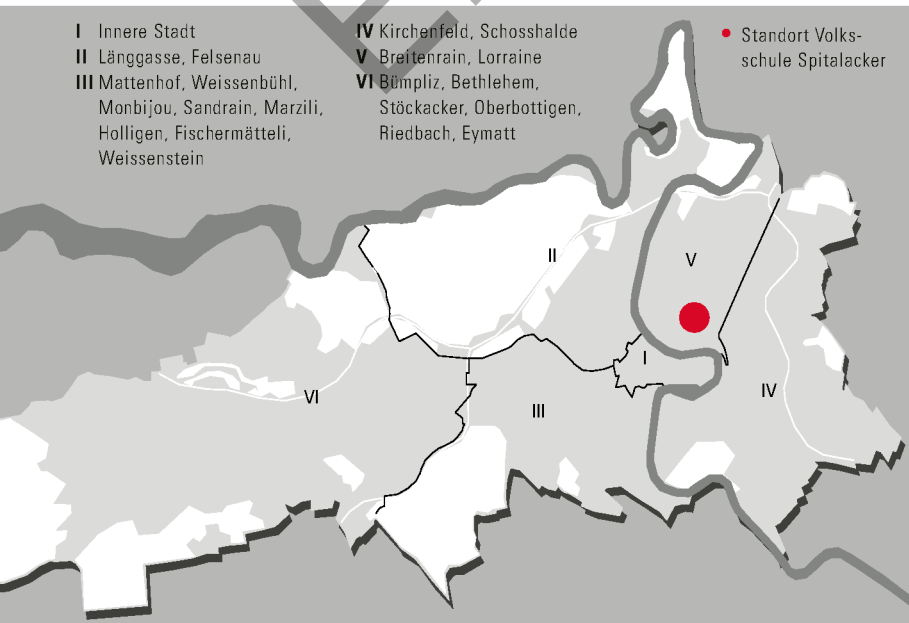 I Innere Stadt
II Länggasse, Felsenau
III Mattenhof, Weissenbühl,
Monbijou, Sandrain, Marzili,
Holligen, Fischermätteli,
Weissenstein
IV Kirchenfeld, Schosshalde
V Breitenrain, Lorraine
VI Bümpliz, Bethlehem,
Stöckacker, Oberbottigen,
Riedbach, Eymatt
Standort Volks-
schule Spitalacker
II
V
I
VI
III
IV